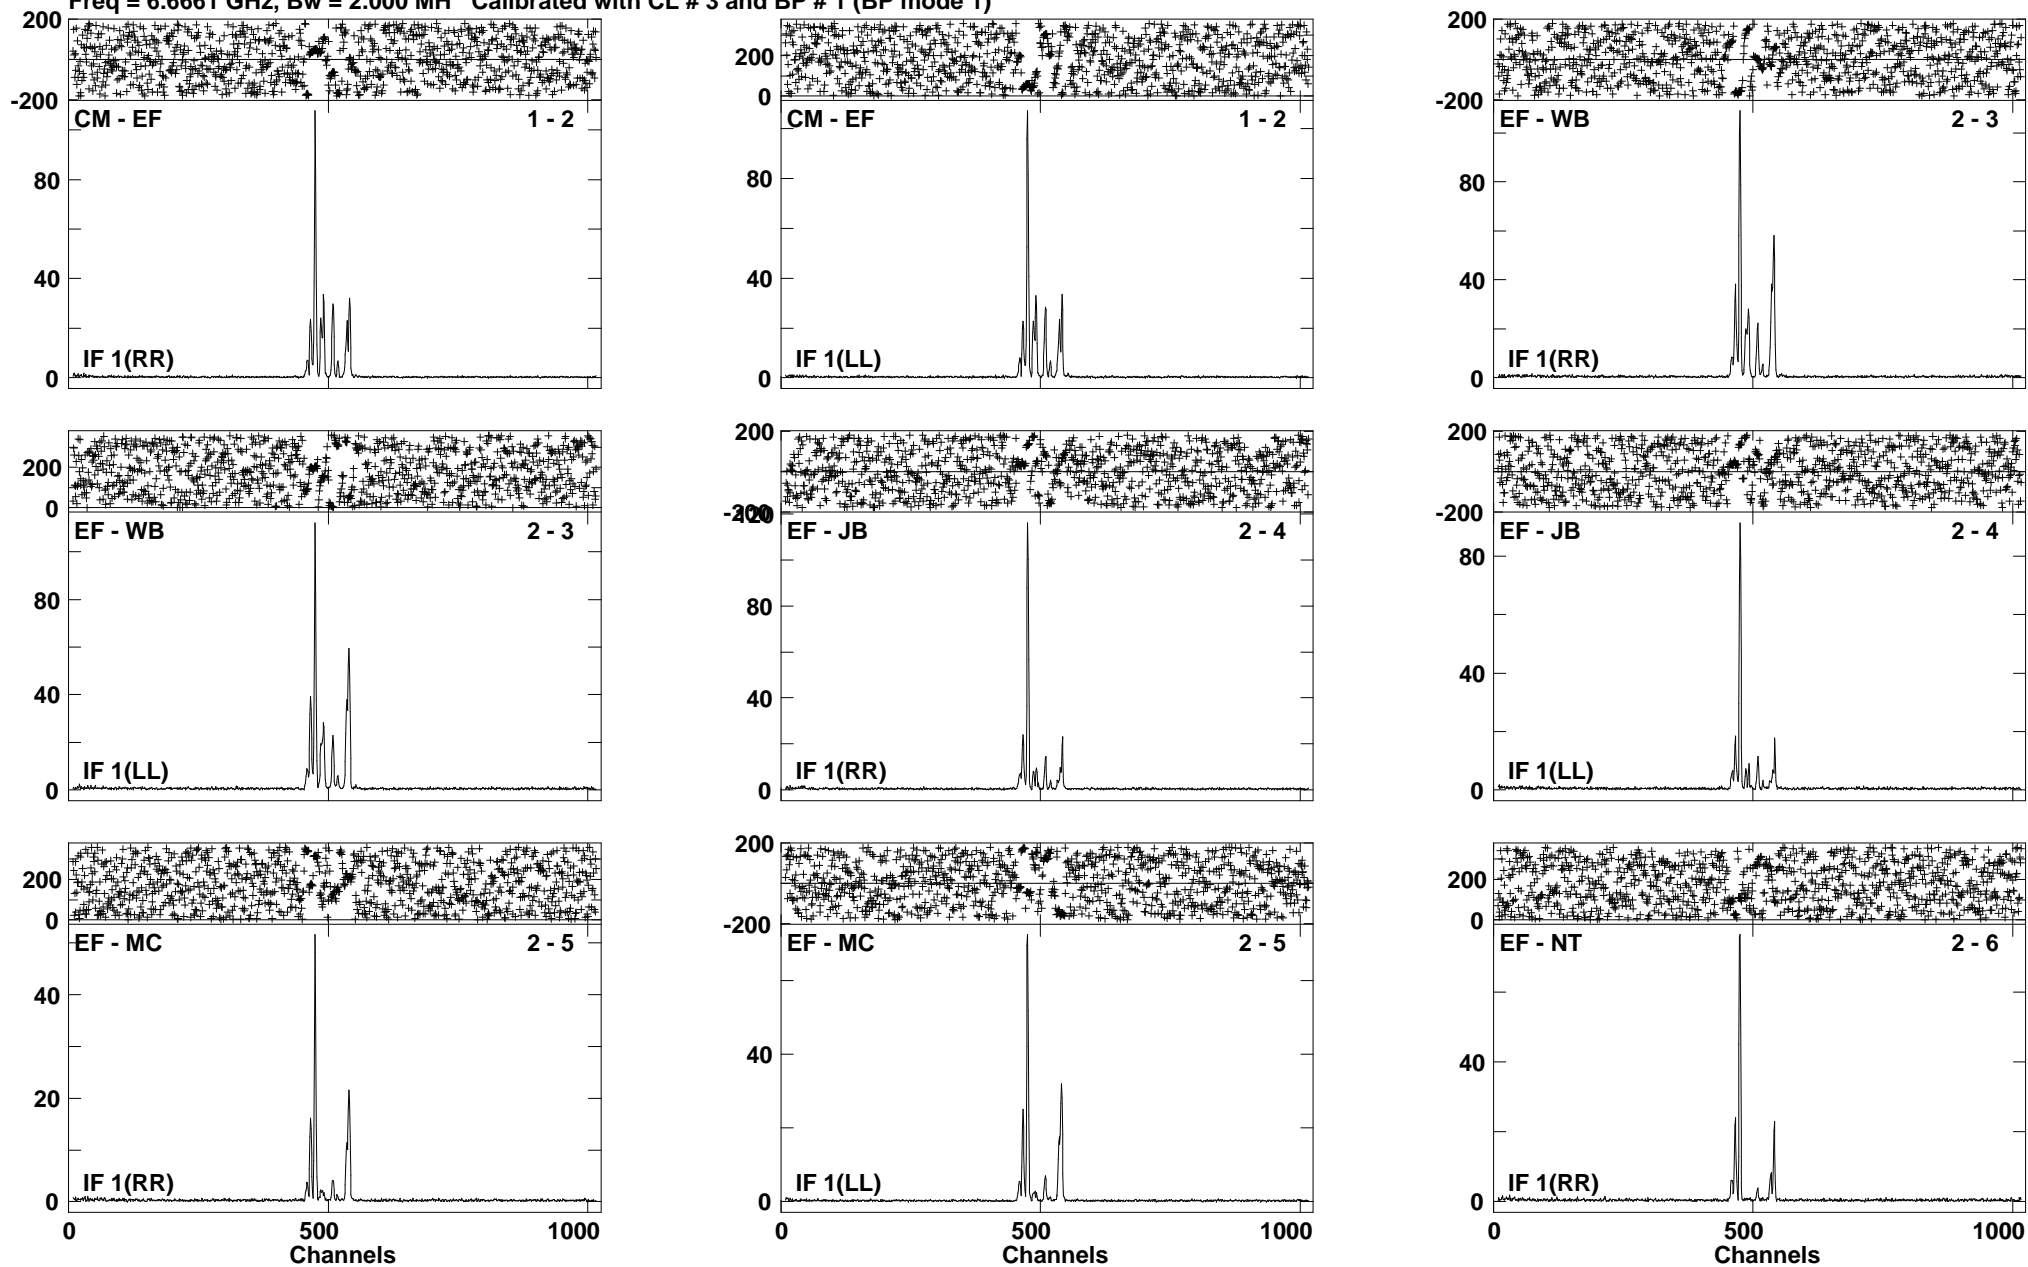 Freq = 6.6661 GHz, Bw = 2.000 MH Calibrated with CL # 3 and BP # 1 (BP mode 1)
200
-200
CM - EF 1 - 2
80
40
0
IF 1(RR)
200
0
CM - EF 1 - 2
80
40
0
IF 1(LL)
200
-200
EF - WB 2 - 3
80
40
0
IF 1(RR)
200
0
EF - WB 2 - 3
80
40
0
IF 1(LL)
200
-200
120
EF - JB 2 - 4
80
40
0
IF 1(RR)
200
-200
EF - JB 2 - 4
80
40
0
IF 1(LL)
200
0
EF - MC 2 - 5
40
20
0
IF 1(RR)
0 500 1000
Channels
200
-200
EF - MC 2 - 5
40
0
IF 1(LL)
0 500 1000
Channels
200
0
EF - NT 2 - 6
40
0
IF 1(RR)
0 500 1000
Channels